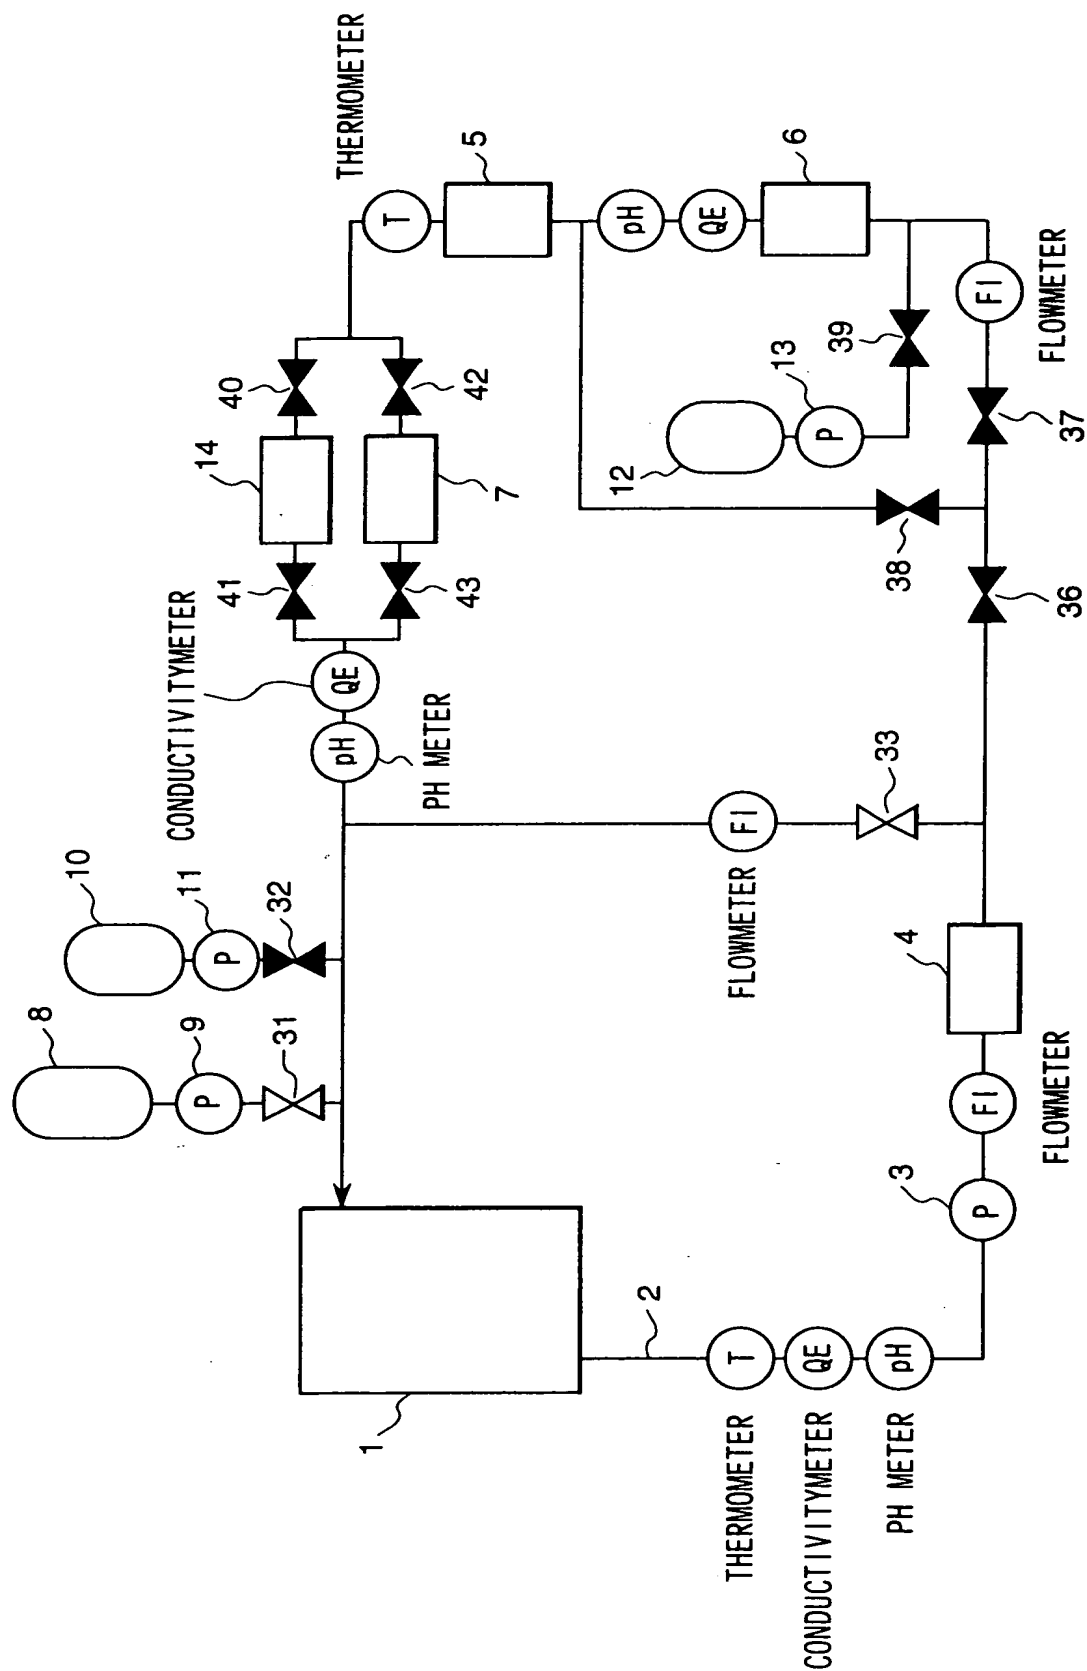 8
10
9
11
CONDUCTIVITYMETER
P
P
14
41
40
31
32
THERMOMETER
pH
QE
1
T
PH METER
43
42
5
7
12
pH
2
QE
THERMOMETER
T
FLOWMETER
FI
13
6
CONDUCTIVITYMETER
QE
P
39
PH METER
pH
3
4
33
38
P
FI
FI
FLOWMETER
36
37
FLOWMETER